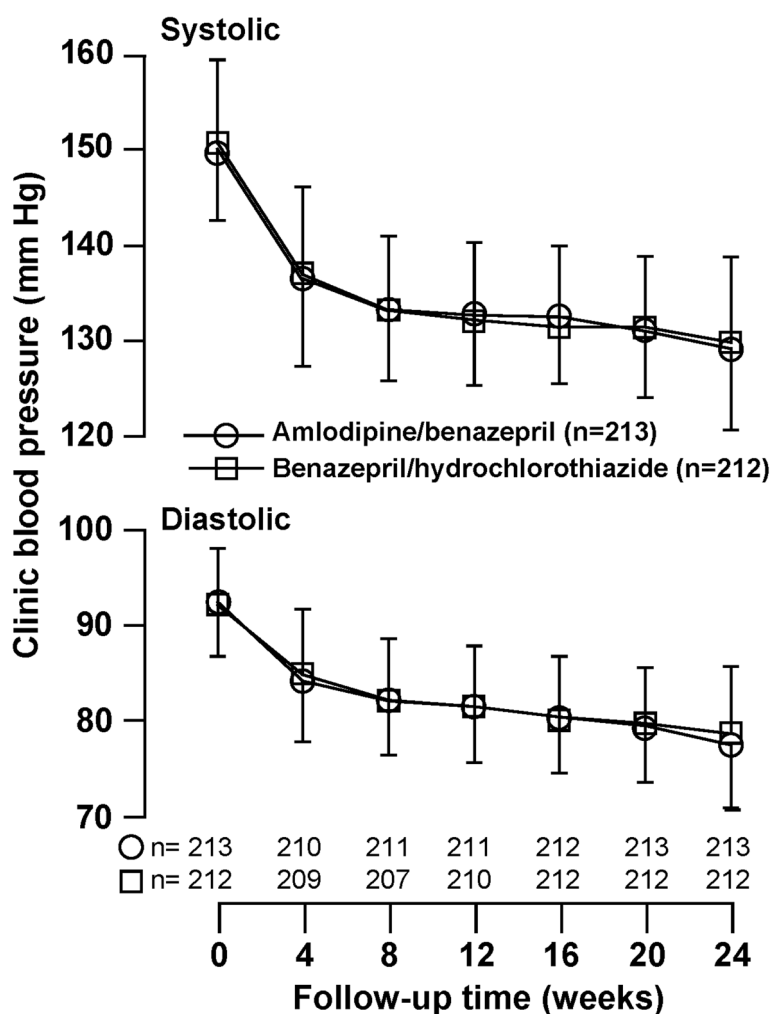 Systolic
160
150
140
130
120
Clinic blood pressure (mm Hg)
Amlodipine/benazepril (n=213)
Benazepril/hydrochlorothiazide (n=212)
Diastolic
100
90
80
70
n= 213 210 211 211 212 213 213
n= 212 209 207 210 212 212 212
0 4 8 12 16 20 24
Follow-up time (weeks)